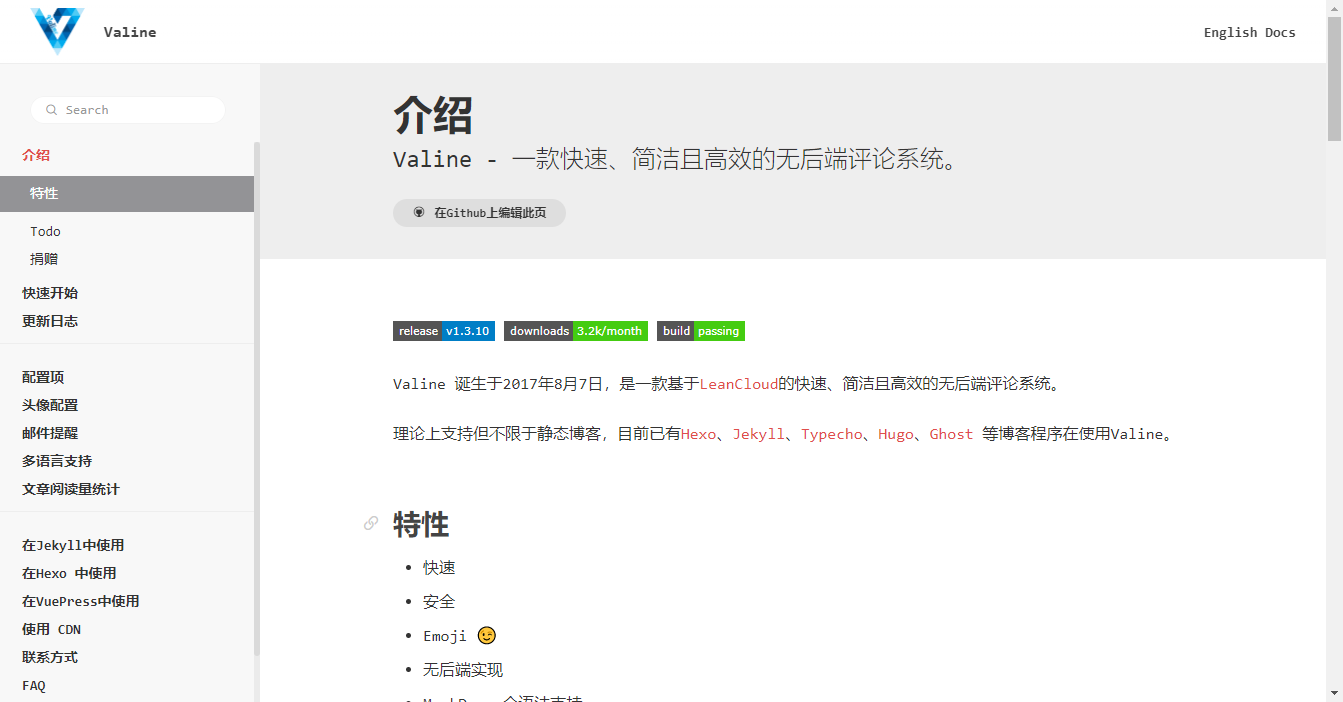 Valine
English Docs
Search
介绍
特性
Todo
捐赠
快速开始
更新日志
配置顶
头像配置
邮件提醒
多语言支持
文章阅读量统计
在Jekyll中使用
在Hexo 中使用
在VuePress中使用
使用 CDN
联系方式
FAQ
介绍
Valine - 一款快速、简洁且高效的无后端评论系统。
在Github上编辑此页
release v1.3.10 downloads 3.2k/month build passing
Valine 诞生于2017年8月7日，是一款基于LeanCloud的快速、简洁且高效的无后端评论系统。
理论上支持但不限于静态博客，目前已有Hexo、Jekyll、Typecho、Hugo、Ghost 等博客程序在使用Valine。
特性
快速
安全
Emoji 😉
无后端实现